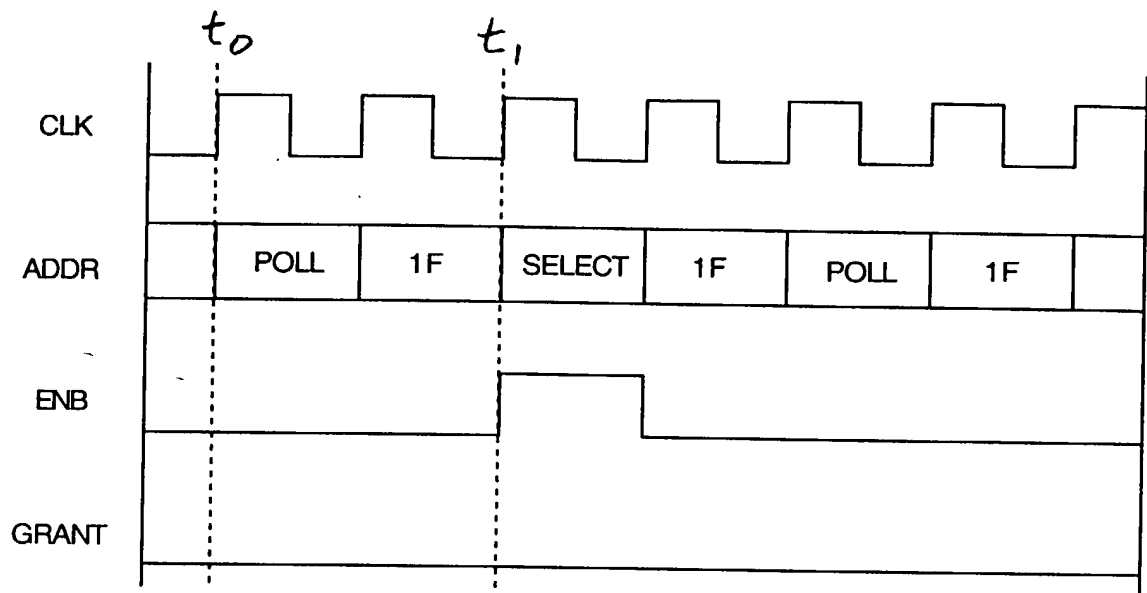 t0 t1
CLK
ADDR POLL 1F SELECT 1F POLL 1F
ENB
GRANT